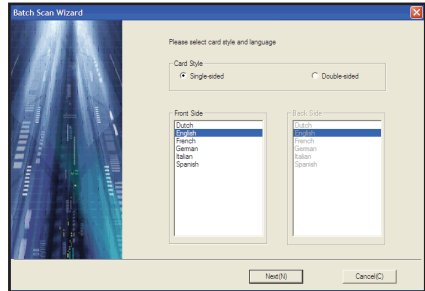 Batch Scan Wizard
Please select card style and language
Card Style
Single-sided
Double-sided
Front Side
Dutch
English
French
German
Italian
Spanish
Back Side
Dutch
English
French
German
Italian
Spanish
Next(N)
Cancel(C)